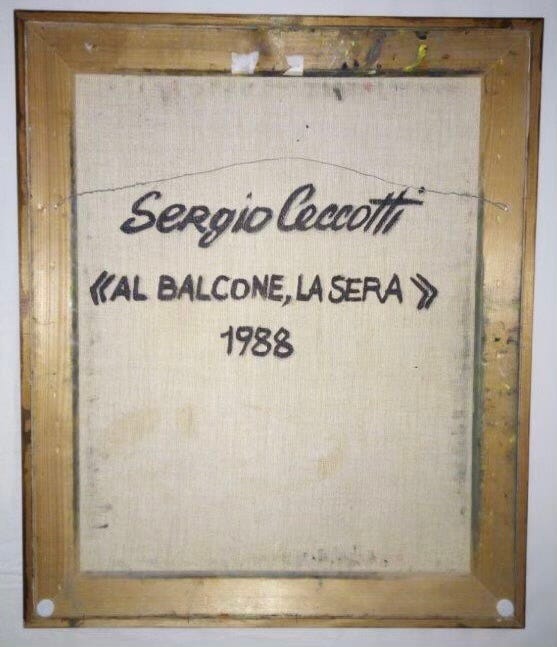 Sergio Ceccotti
《AL BALCONE, LA SERA》
1988